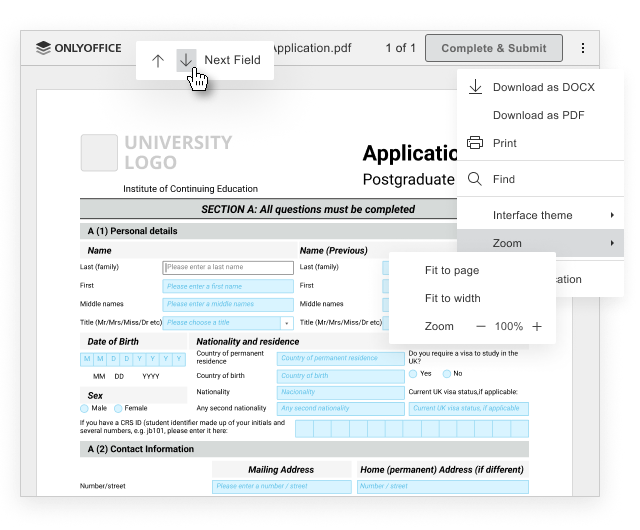 ONLYOFFICE
Next Field
Application.pdf
1 of 1
Complete & Submit
Download as DOCX
Download as PDF
Print
Find
Interface theme
Zoom
Fit to page
Fit to width
Zoom — 100% +
UNIVERSITY
LOGO
Institute of Continuing Education
Postgraduate
SECTION A: All questions must be completed
A (1) Personal details
Name
Name (Previous)
Last (family)
Please enter a last name
Last (family)
First
Please enter a first name
First
Middle names
Please enter a middle names
Middle names
Title (Mr/Mrs/Miss/Dr etc)
Please choose a title
Title (Mr/Mrs/Miss/Dr etc)
Date of Birth
Nationality and residence
M M D D Y Y Y Y
MM DD YYYY
Country of permanent
residence
Country of permanent residence
Do you require a visa to study in the
UK?
Country of birth
Country of birth
Yes
No
Sex
Nationality
Nacionality
Current UK visa status,if applicable:
Male
Female
Any second nationality
Any second nationality
Current UK visa status, if applicable
If you have a CRS ID (student identifier made up of your initials and
several numbers, e.g. jb101, please enter it here:
A (2) Contact Information
Mailing Address
Home (permanent) Address (if different)
Number/street
Please enter a number / street
Number / street